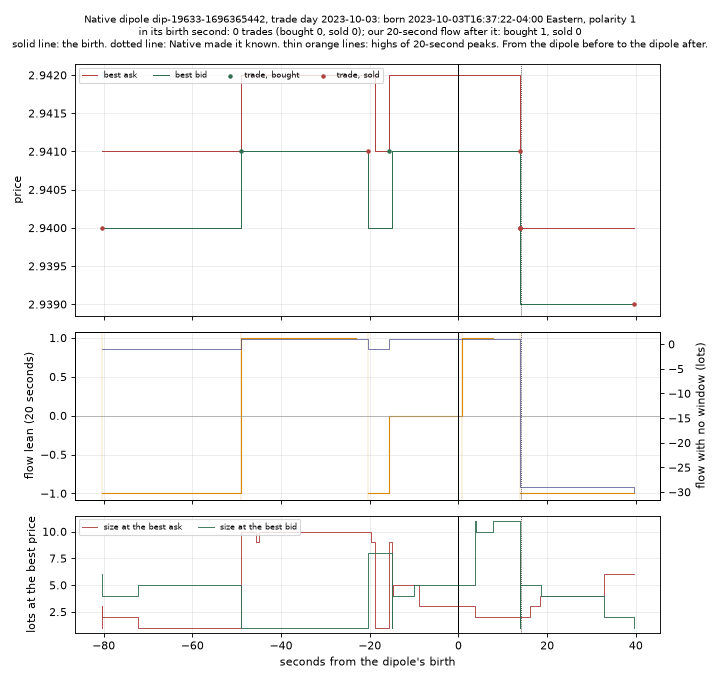 Native dipole dip-19633-1696365442, trade day 2023-10-03: born 2023-10-03T16:37:22-04:00 Eastern, polarity 1
in its birth second: 0 trades (bought 0, sold 0); our 20-second flow after it: bought 1, sold 0
solid line: the birth. dotted line: Native made it known. thin orange lines: highs of 20-second peaks. From the dipole before to the dipole after.
best ask
best bid
trade, bought
trade, sold
price
2.9420
2.9415
2.9410
2.9405
2.9400
2.9395
2.9390
flow lean (20 seconds)
1.0
0.5
0.0
−0.5
−1.0
0
−5
−10
−15
−20
−25
−30
flow with no window (lots)
size at the best ask
size at the best bid
lots at the best price
10.0
7.5
5.0
2.5
−80
−60
−40
−20
0
20
40
seconds from the dipole's birth